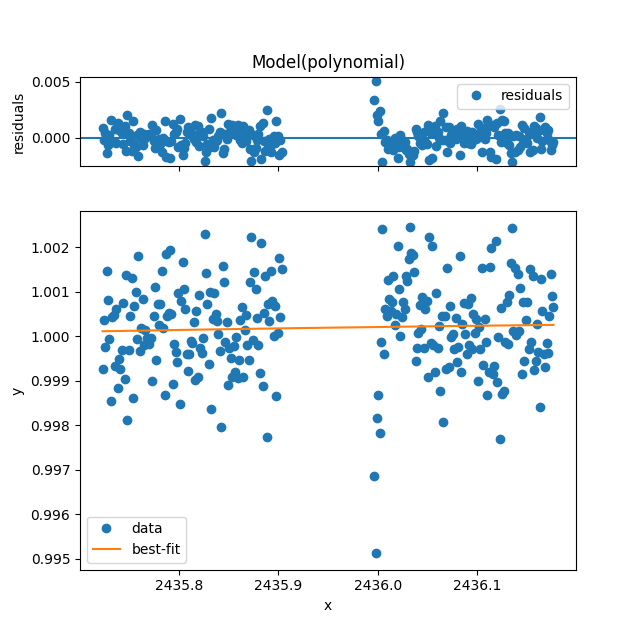 Model(polynomial)
0.005
0.000
residuals
residuals
1.002
1.001
1.000
0.999
0.998
0.997
0.996
0.995
y
data
best-fit
2435.8 2435.9 2436.0 2436.1
x